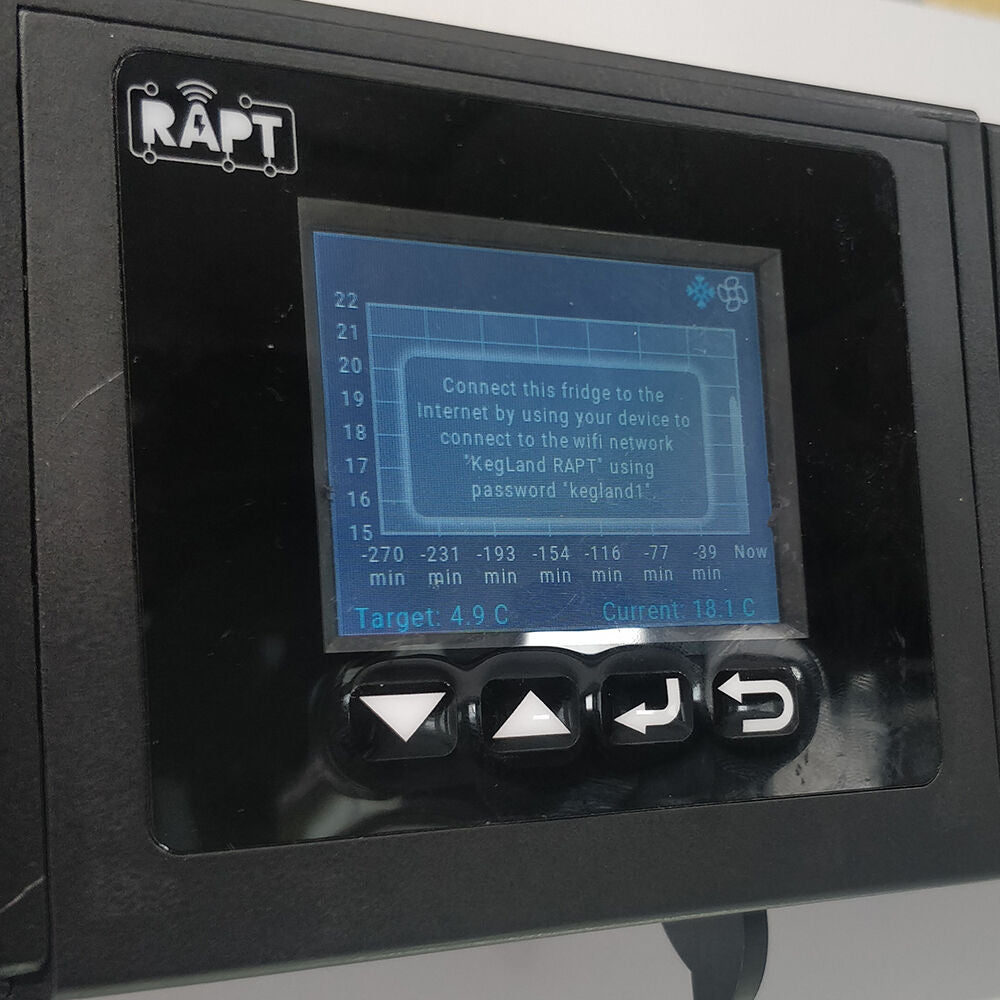 RAPT
22
21
20
19
18
17
16
15
Connect this fridge to the
Internet by using your device to
connect to the wifi network
"KegLand RAPT" using
password "kegland1".
-270 -231 -193 -154 -116 -77 -39 Now
min min min min min min min
Target: 4.9 C Current: 18.1 C